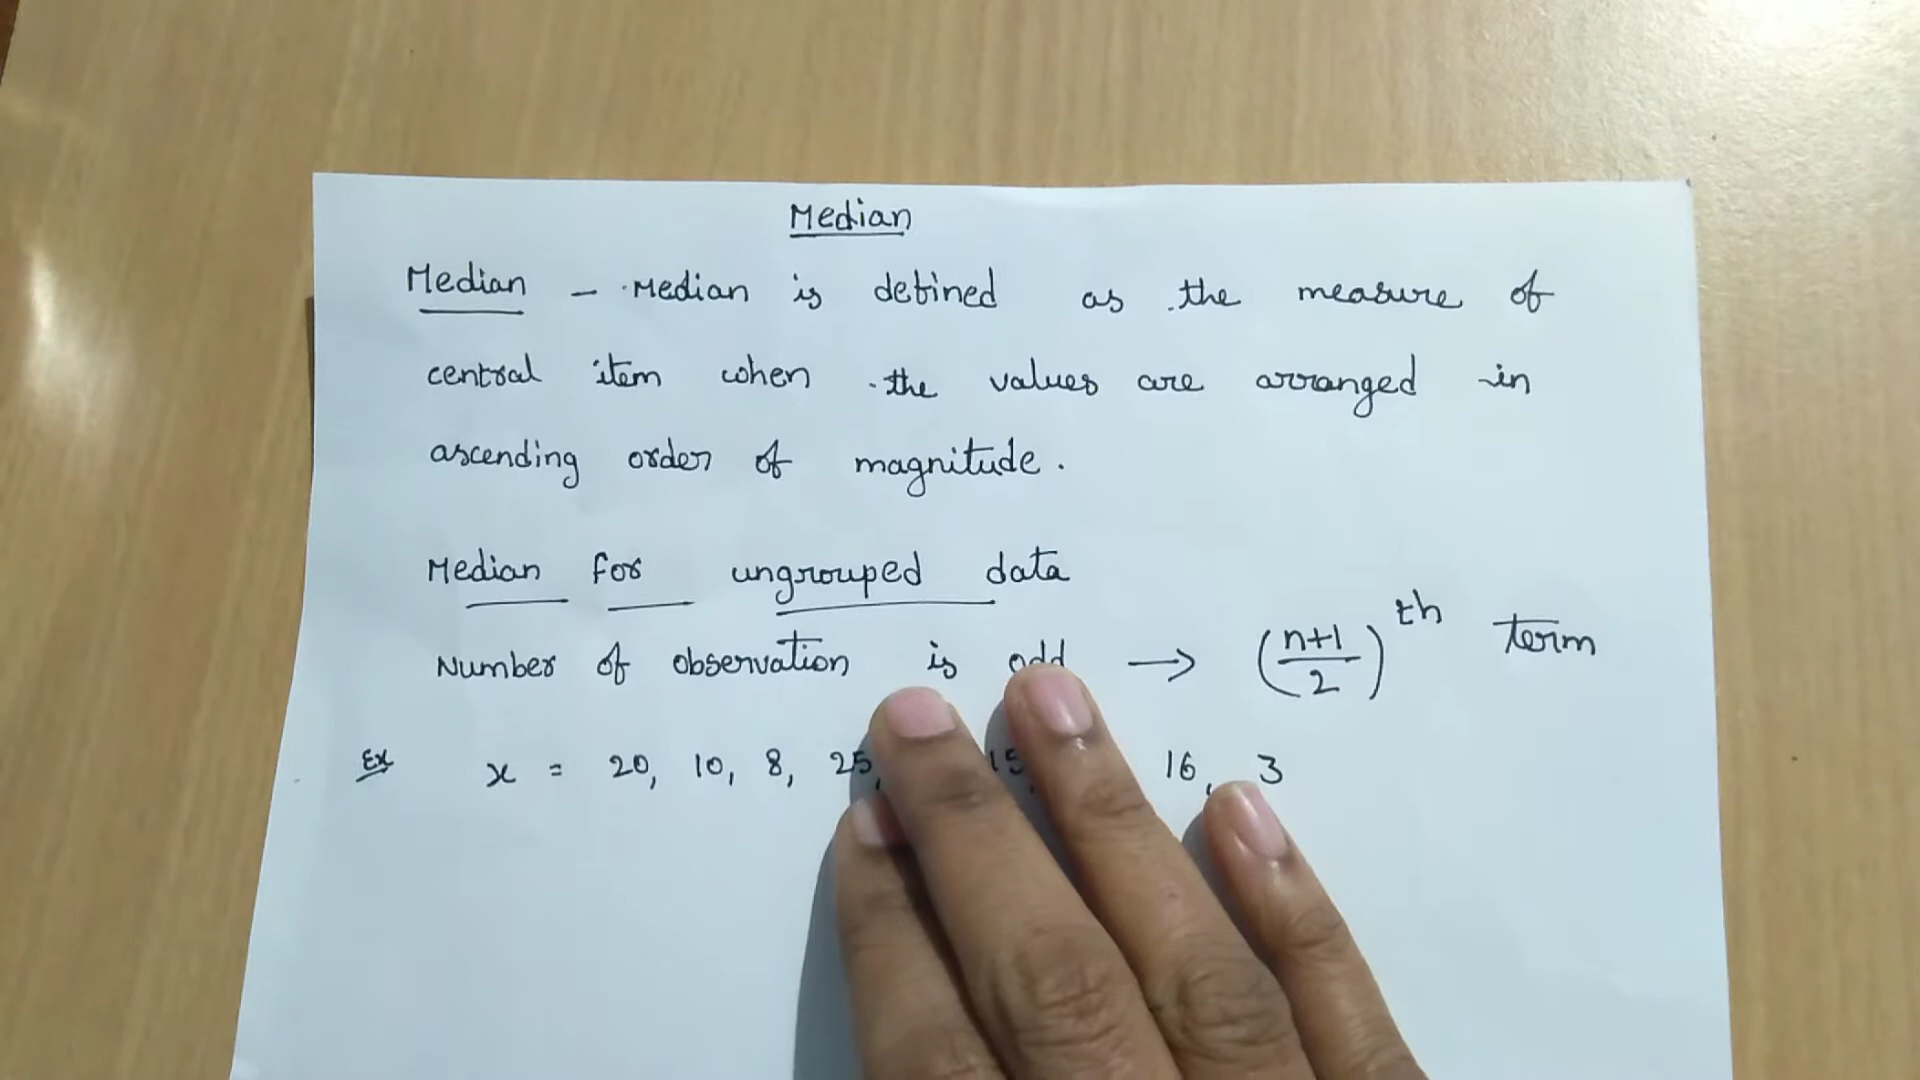 Median
Median - Median is defined as the measure of
central item when the values are arranged in
ascending order of magnitude.
Median for ungrouped data
Number of observation is odd → (n+1/2)th term
Ex x = 20, 10, 8, 25, 15, 16, 3